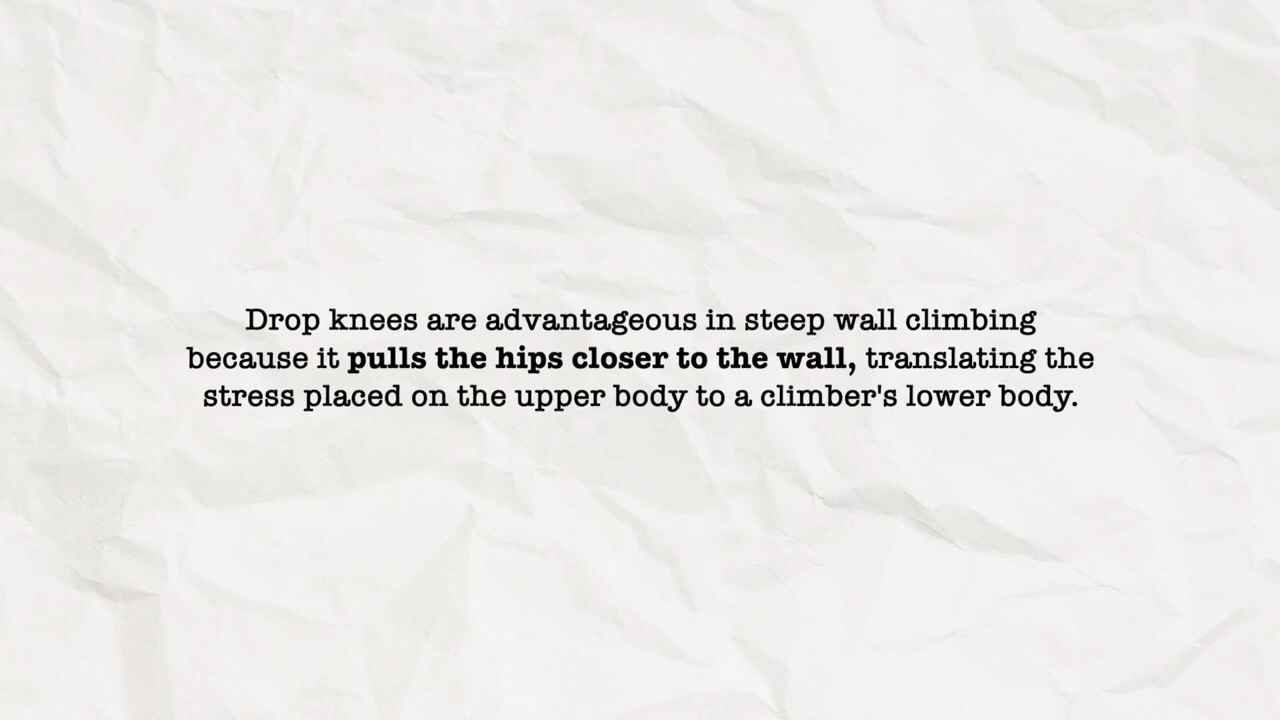 Drop knees are advantageous in steep wall climbing
because it pulls the hips closer to the wall, translating the
stress placed on the upper body to a climber's lower body.